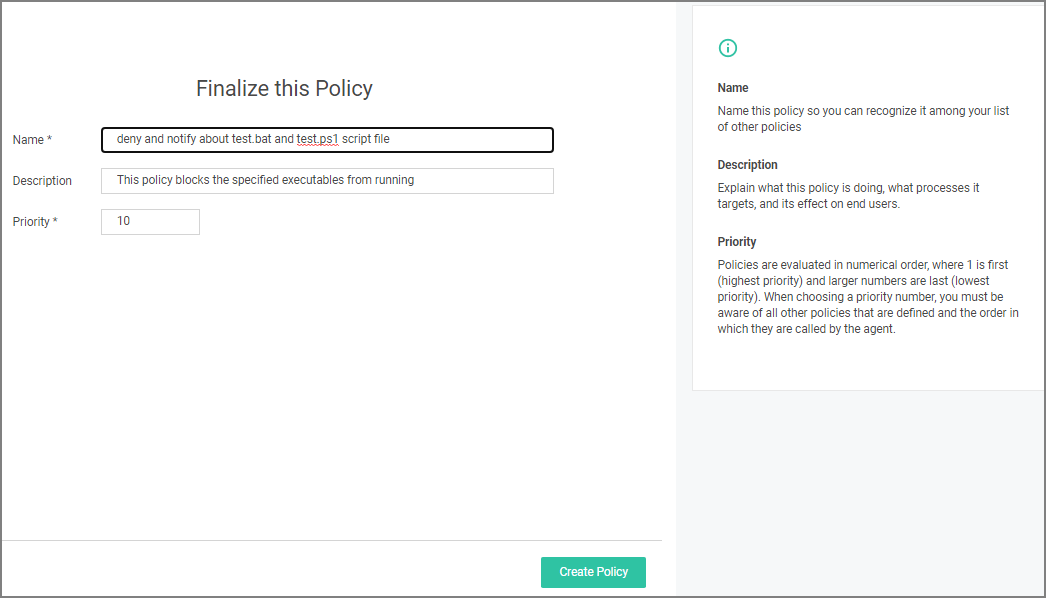 Finalize this Policy
Name *
deny and notify about test.bat and test.ps1 script file
Description
This policy blocks the specified executables from running
Priority *
10
Create Policy
Name
Name this policy so you can recognize it among your list
of other policies
Description
Explain what this policy is doing, what processes it
targets, and its effect on end users.
Priority
Policies are evaluated in numerical order, where 1 is first
(highest priority) and larger numbers are last (lowest
priority). When choosing a priority number, you must be
aware of all other policies that are defined and the order in
which they are called by the agent.